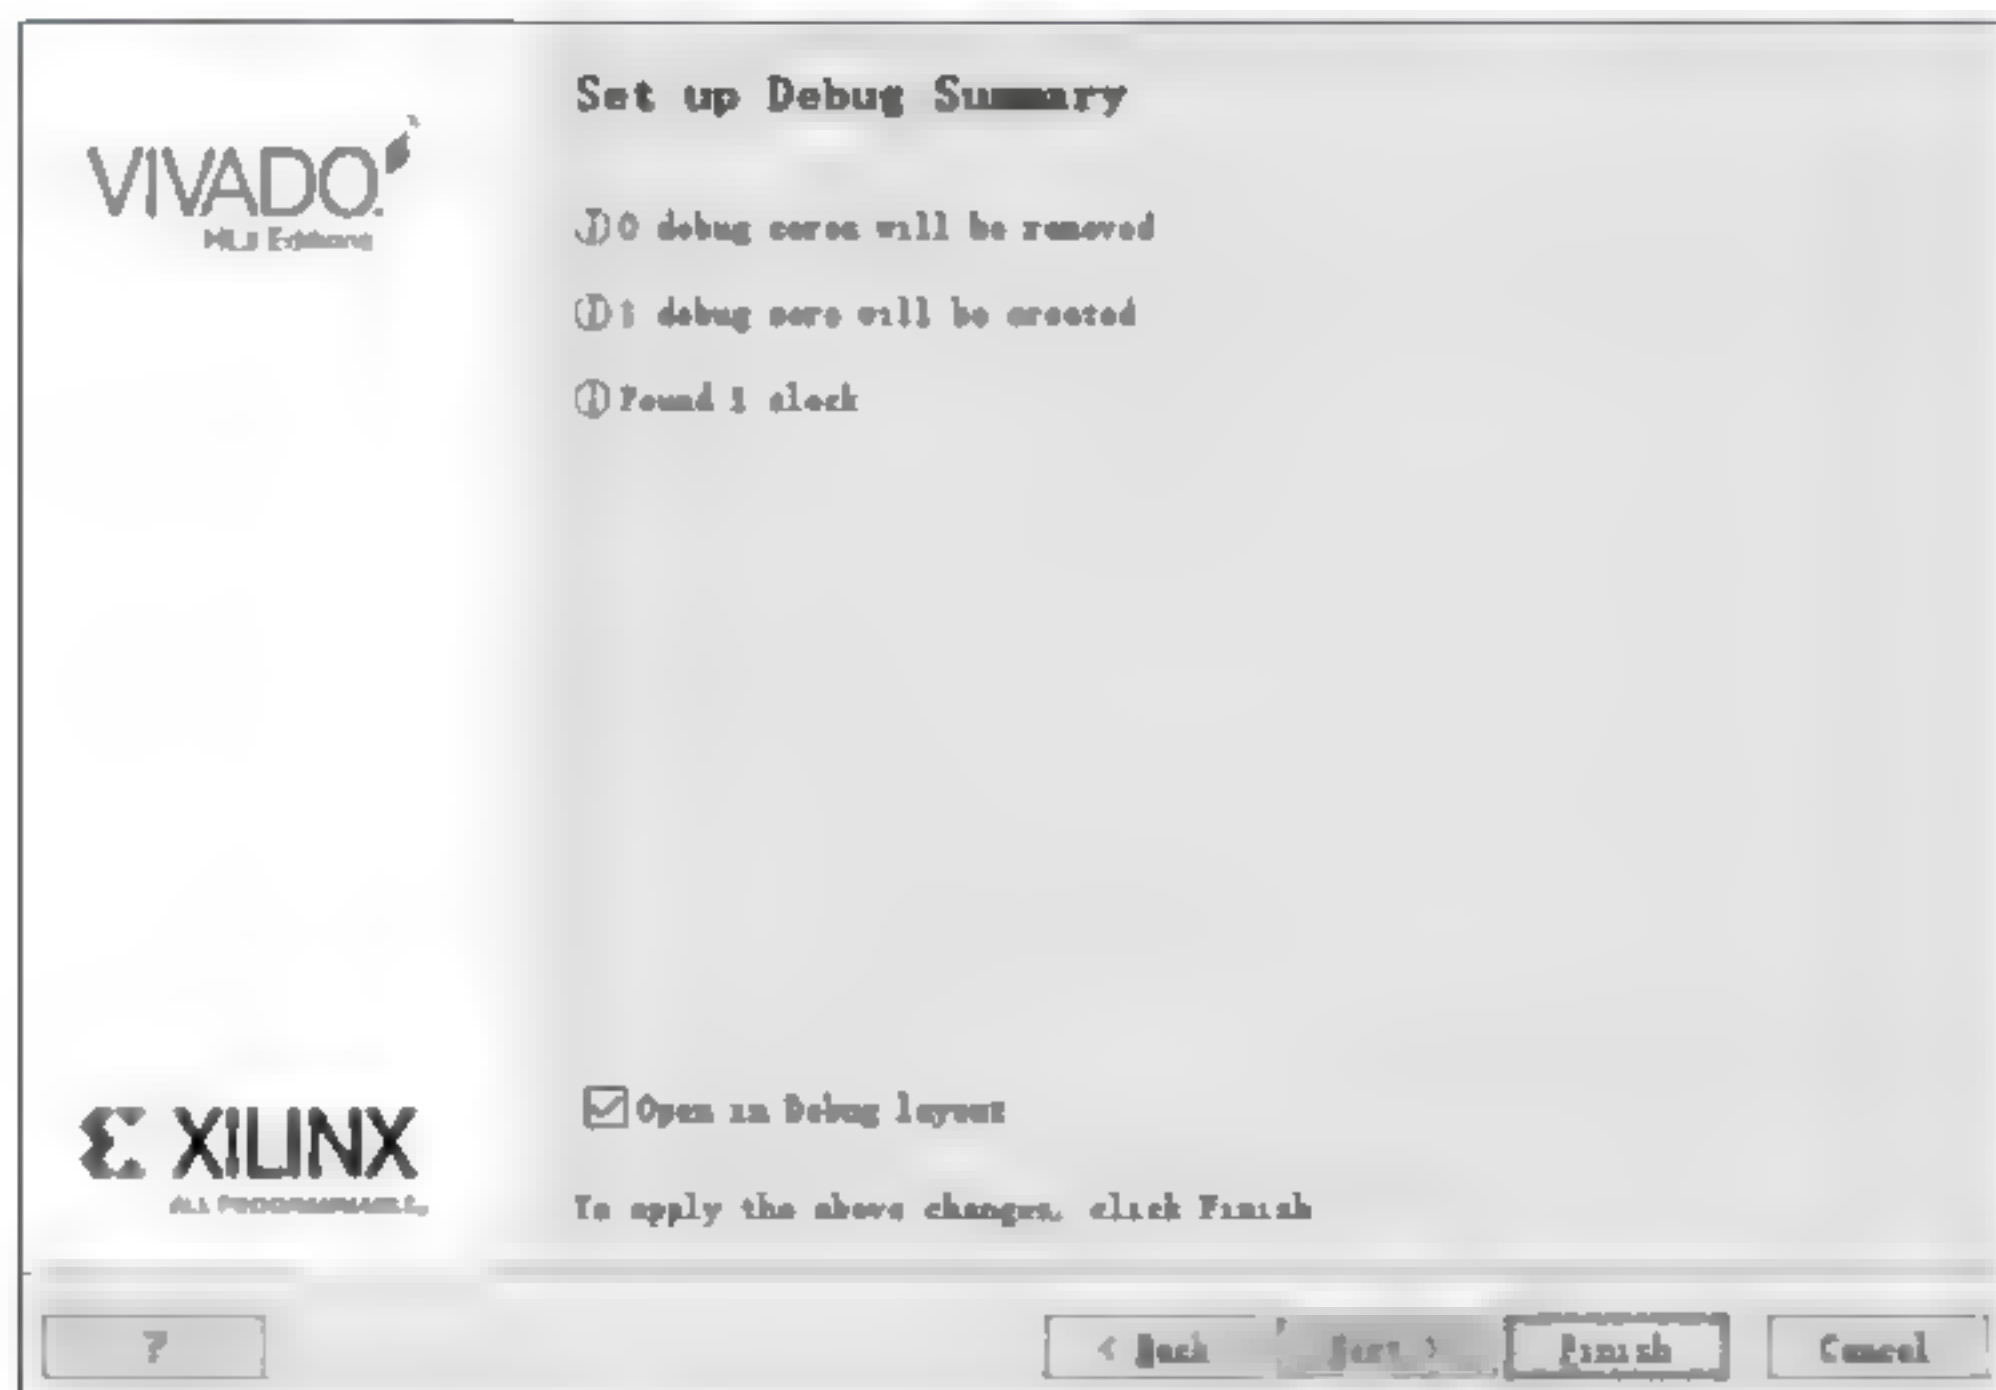 Set up Debug Summary
VIVADO.
0 debug cores will be removed
1 debug core will be created
Found 1 clock
Open in Debug layout
XILINX
ALL PROGRAMMABLE.
To apply the above changes, click Finish
?
< Back
Next >
Finish
Cancel